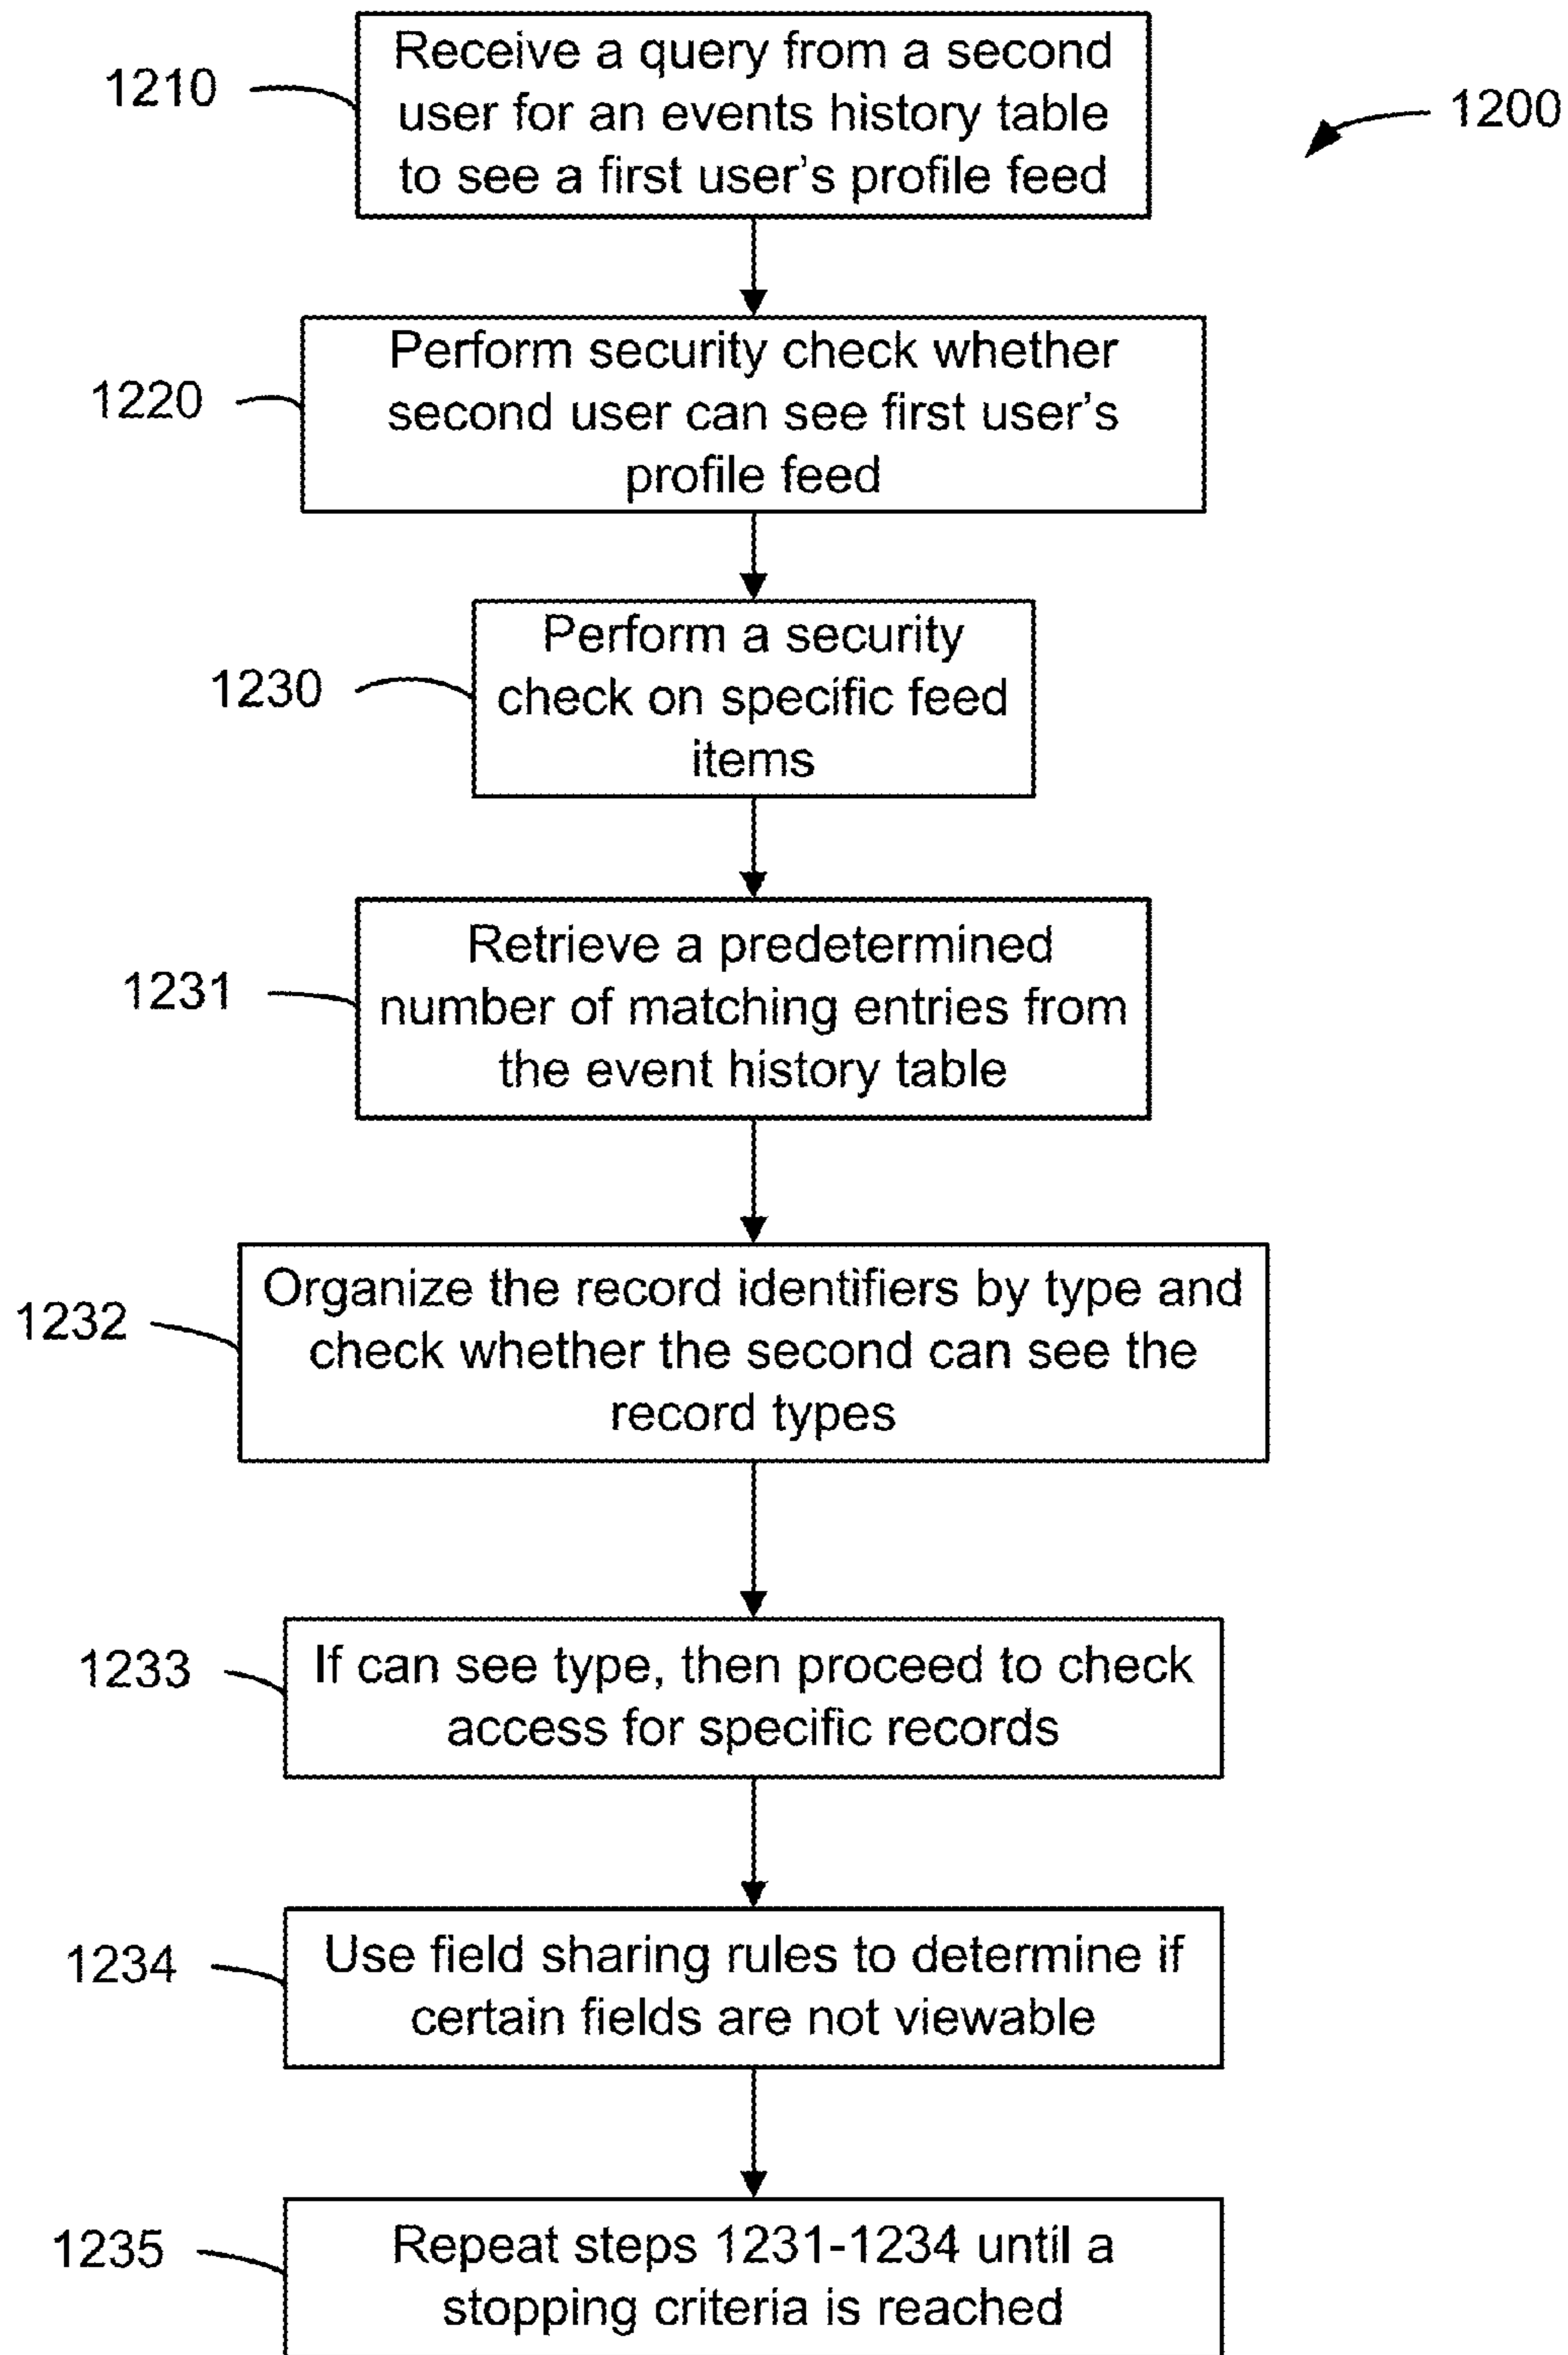 1200
1210
Receive a query from a second
user for an events history table
to see a first user's profile feed
1220
Perform security check whether
second user can see first user's
profile feed
1230
Perform a security
check on specific feed
items
1231
Retrieve a predetermined
number of matching entries from
the event history table
1232
Organize the record identifiers by type and
check whether the second can see the
record types
1233
If can see type, then proceed to check
access for specific records
1234
Use field sharing rules to determine if
certain fields are not viewable
1235
Repeat steps 1231-1234 until a
stopping criteria is reached